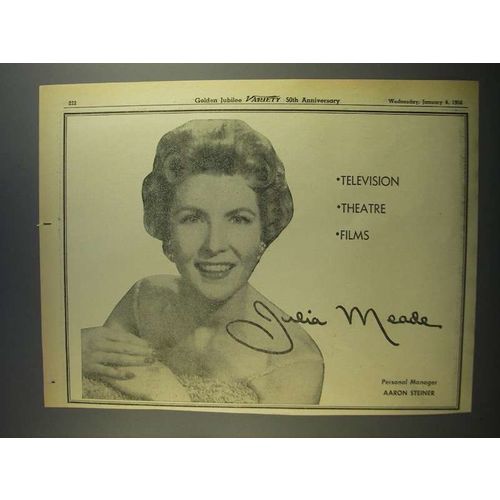 222 Golden Jubilee VARIETY 50th Anniversary Wednesday, January 4, 1956
•TELEVISION
•THEATRE
•FILMS
Julia Meade
Personal Manager
AARON STEINER